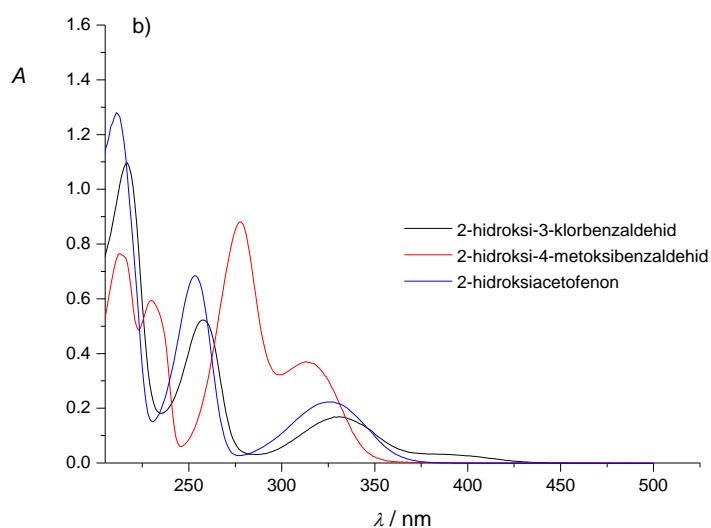 b)
A
1.6
1.4
1.2
1.0
0.8
0.6
0.4
0.2
0.0
2-hidroksi-3-klorbenzaldehid
2-hidroksi-4-metoksibenzaldehid
2-hidroksiacetofenon
250 300 350 400 450 500
λ / nm